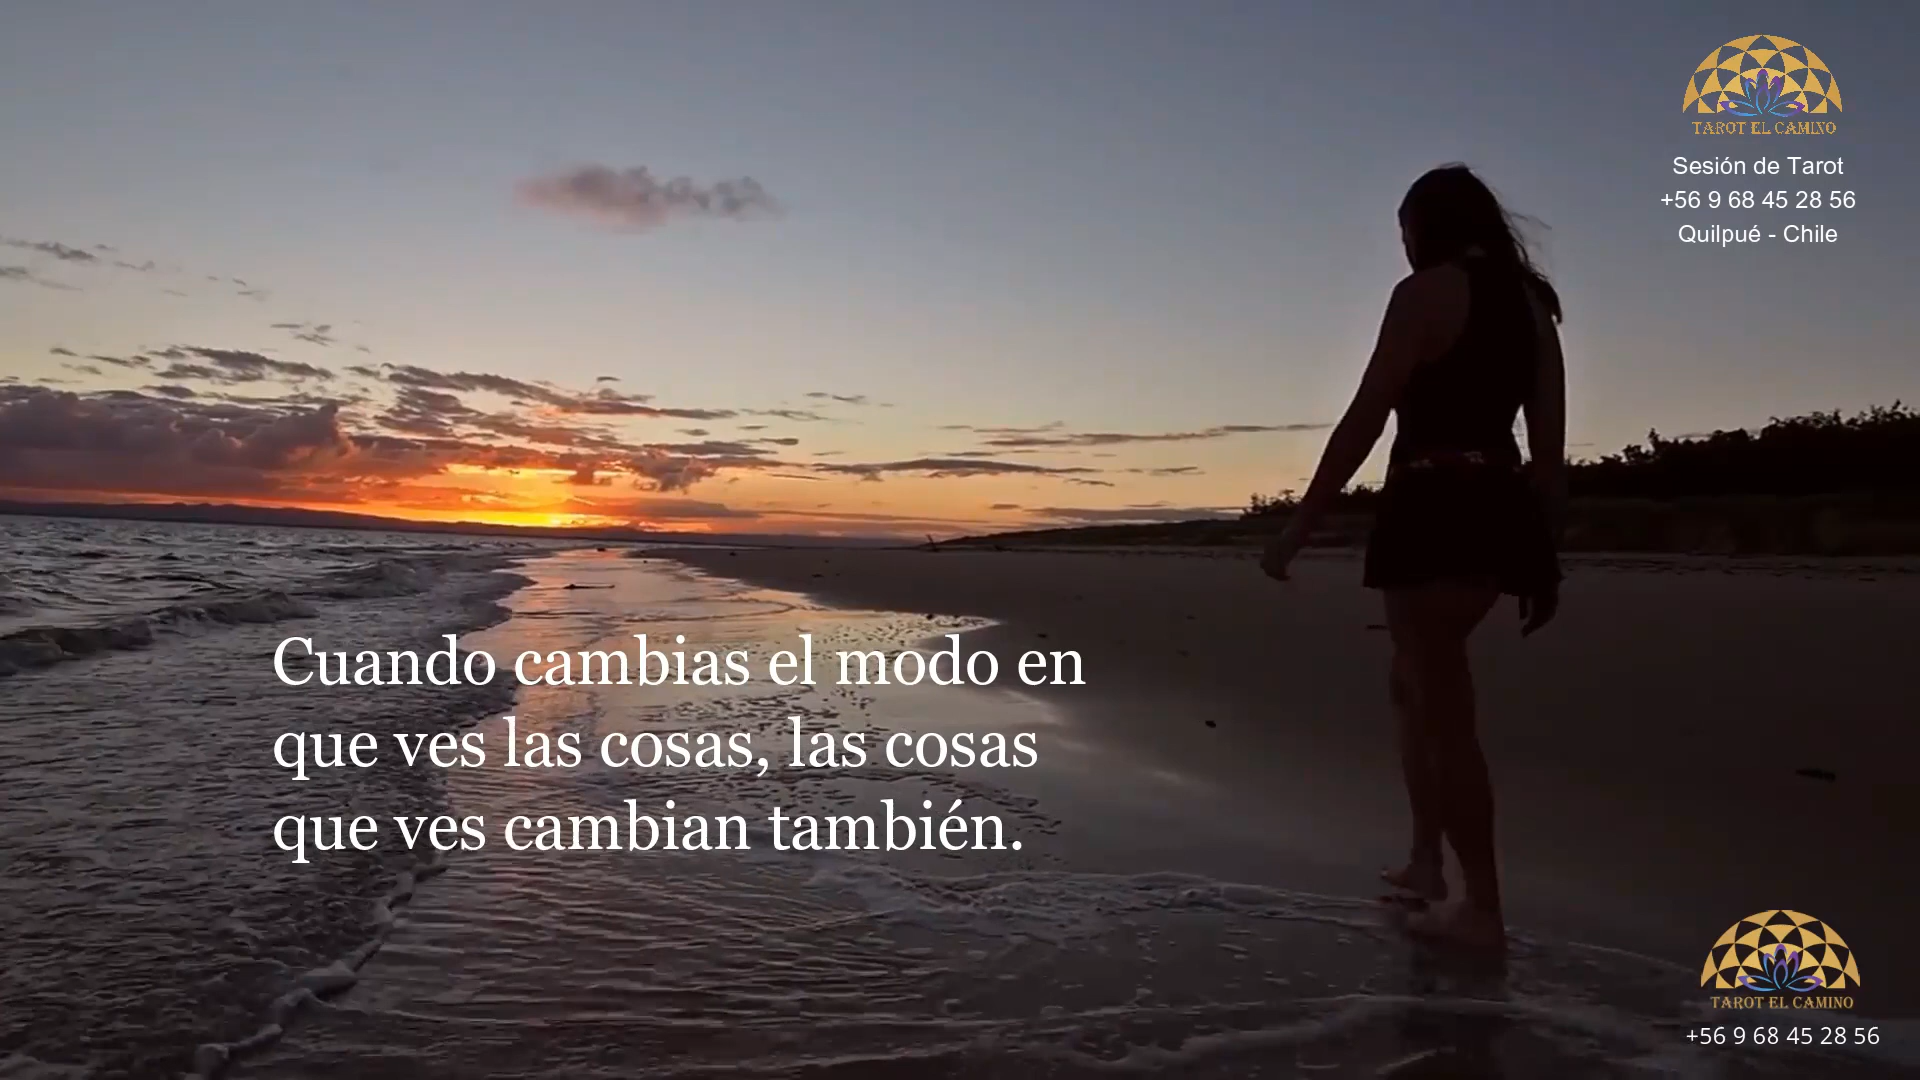 TAROT EL CAMINO
Sesión de Tarot
+56 9 68 45 28 56
Quilpué - Chile
Cuando cambias el modo en
que ves las cosas, las cosas
que ves cambian también.
TAROT EL CAMINO
+56 9 68 45 28 56